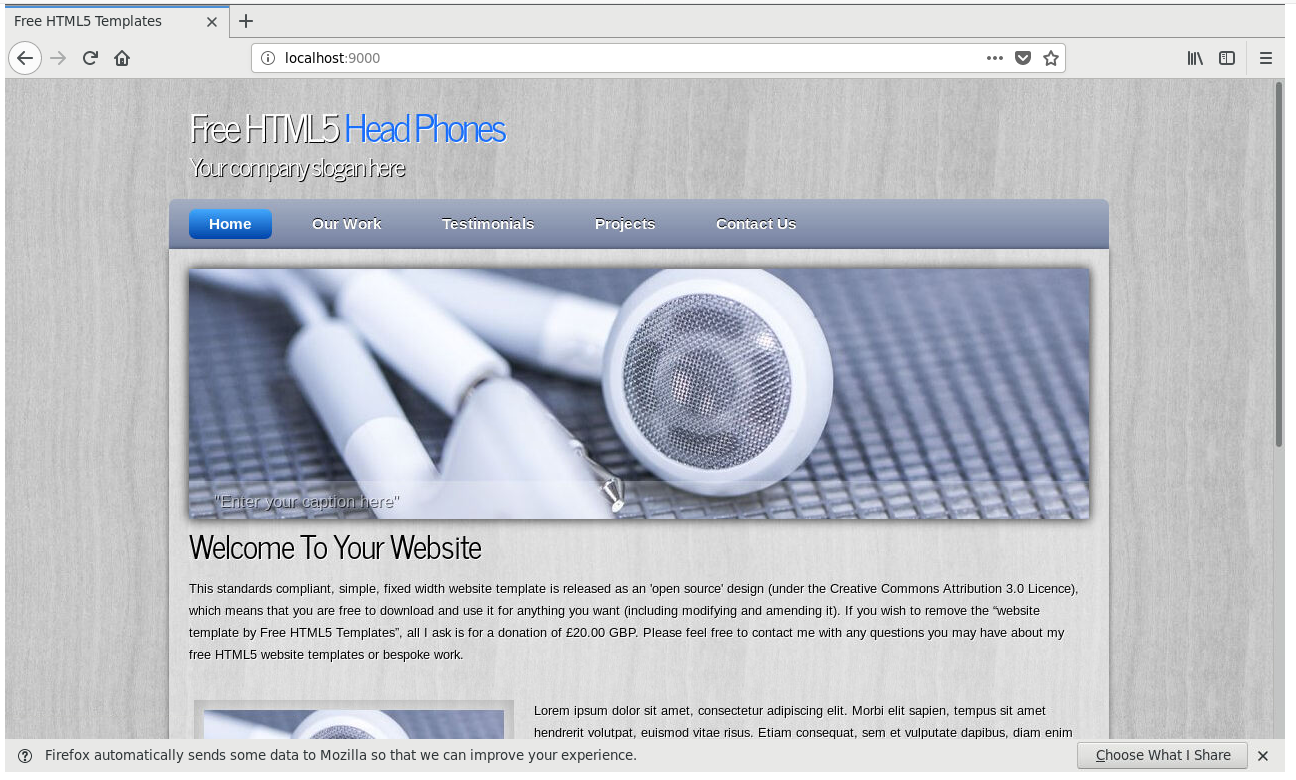 Free HTML5 Templates
localhost:9000
Free HTML5 Head Phones
Your company slogan here
Home Our Work Testimonials Projects Contact Us
"Enter your caption here"
Welcome To Your Website
This standards compliant, simple, fixed width website template is released as an 'open source' design (under the Creative Commons Attribution 3.0 Licence),
which means that you are free to download and use it for anything you want (including modifying and amending it). If you wish to remove the “website
template by Free HTML5 Templates”, all I ask is for a donation of £20.00 GBP. Please feel free to contact me with any questions you may have about my
free HTML5 website templates or bespoke work.
Lorem ipsum dolor sit amet, consectetur adipiscing elit. Morbi elit sapien, tempus sit amet
hendrerit volutpat, euismod vitae risus. Etiam consequat, sem et vulputate dapibus, diam enim
Firefox automatically sends some data to Mozilla so that we can improve your experience.
Choose What I Share